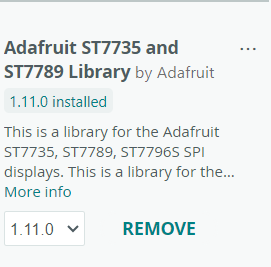 Adafruit ST7735 and
ST7789 Library by Adafruit
1.11.0 installed
This is a library for the Adafruit
ST7735, ST7789, ST7796S SPI
displays. This is a library for the...
More info
1.11.0
REMOVE